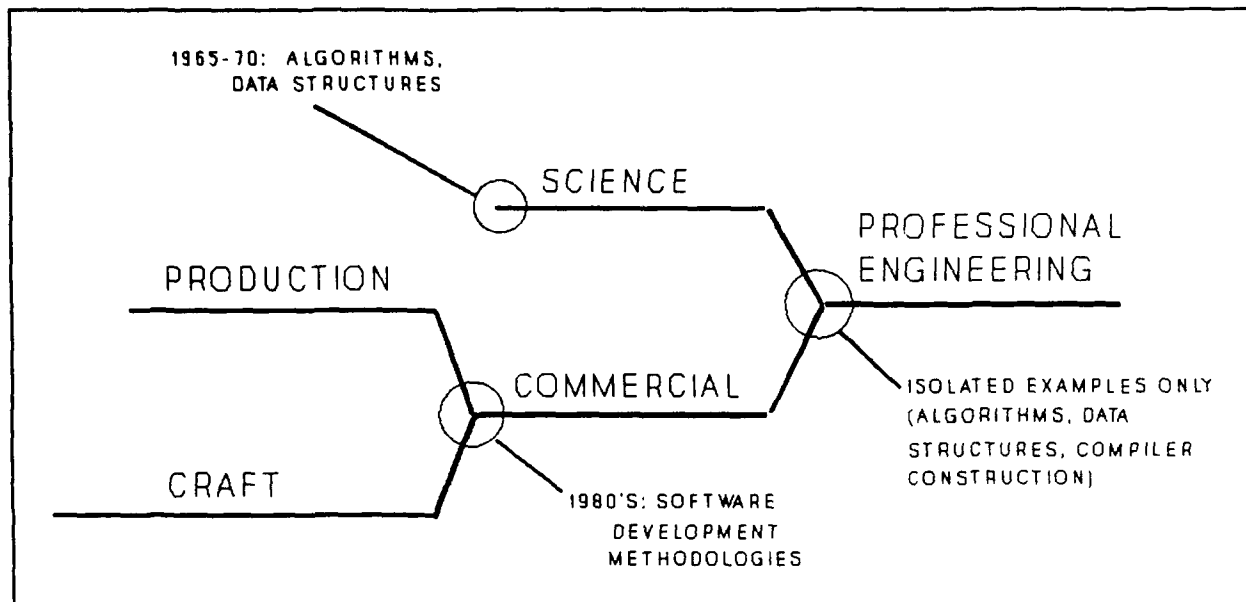 1965-70: ALGORITHMS,
DATA STRUCTURES
SCIENCE
PROFESSIONAL
ENGINEERING
PRODUCTION
COMMERCIAL
ISOLATED EXAMPLES ONLY
(ALGORITHMS, DATA
STRUCTURES, COMPILER
CONSTRUCTION)
CRAFT
1980'S: SOFTWARE
DEVELOPMENT
METHODOLOGIES